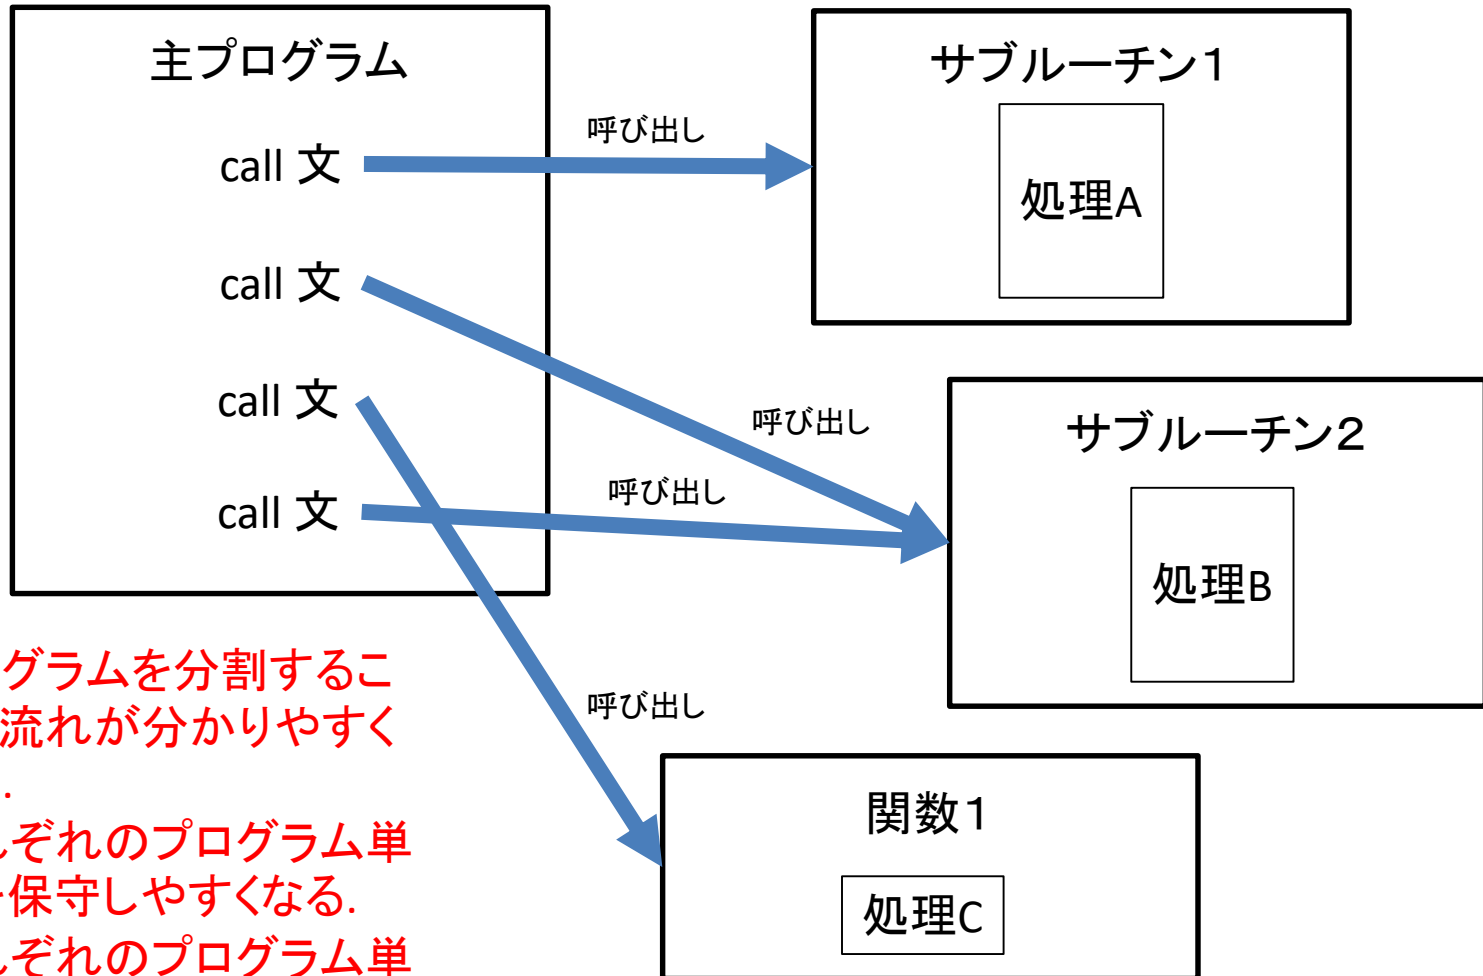 主プログラム
call 文
call 文
call 文
call 文
呼び出し
呼び出し
呼び出し
呼び出し
サブルーチン１
処理A
サブルーチン２
処理B
関数１
処理C
グラムを分割するこ
流れが分かりやすく
.
ぞれのプログラム単
保守しやすくなる.
ぞれのプログラム単